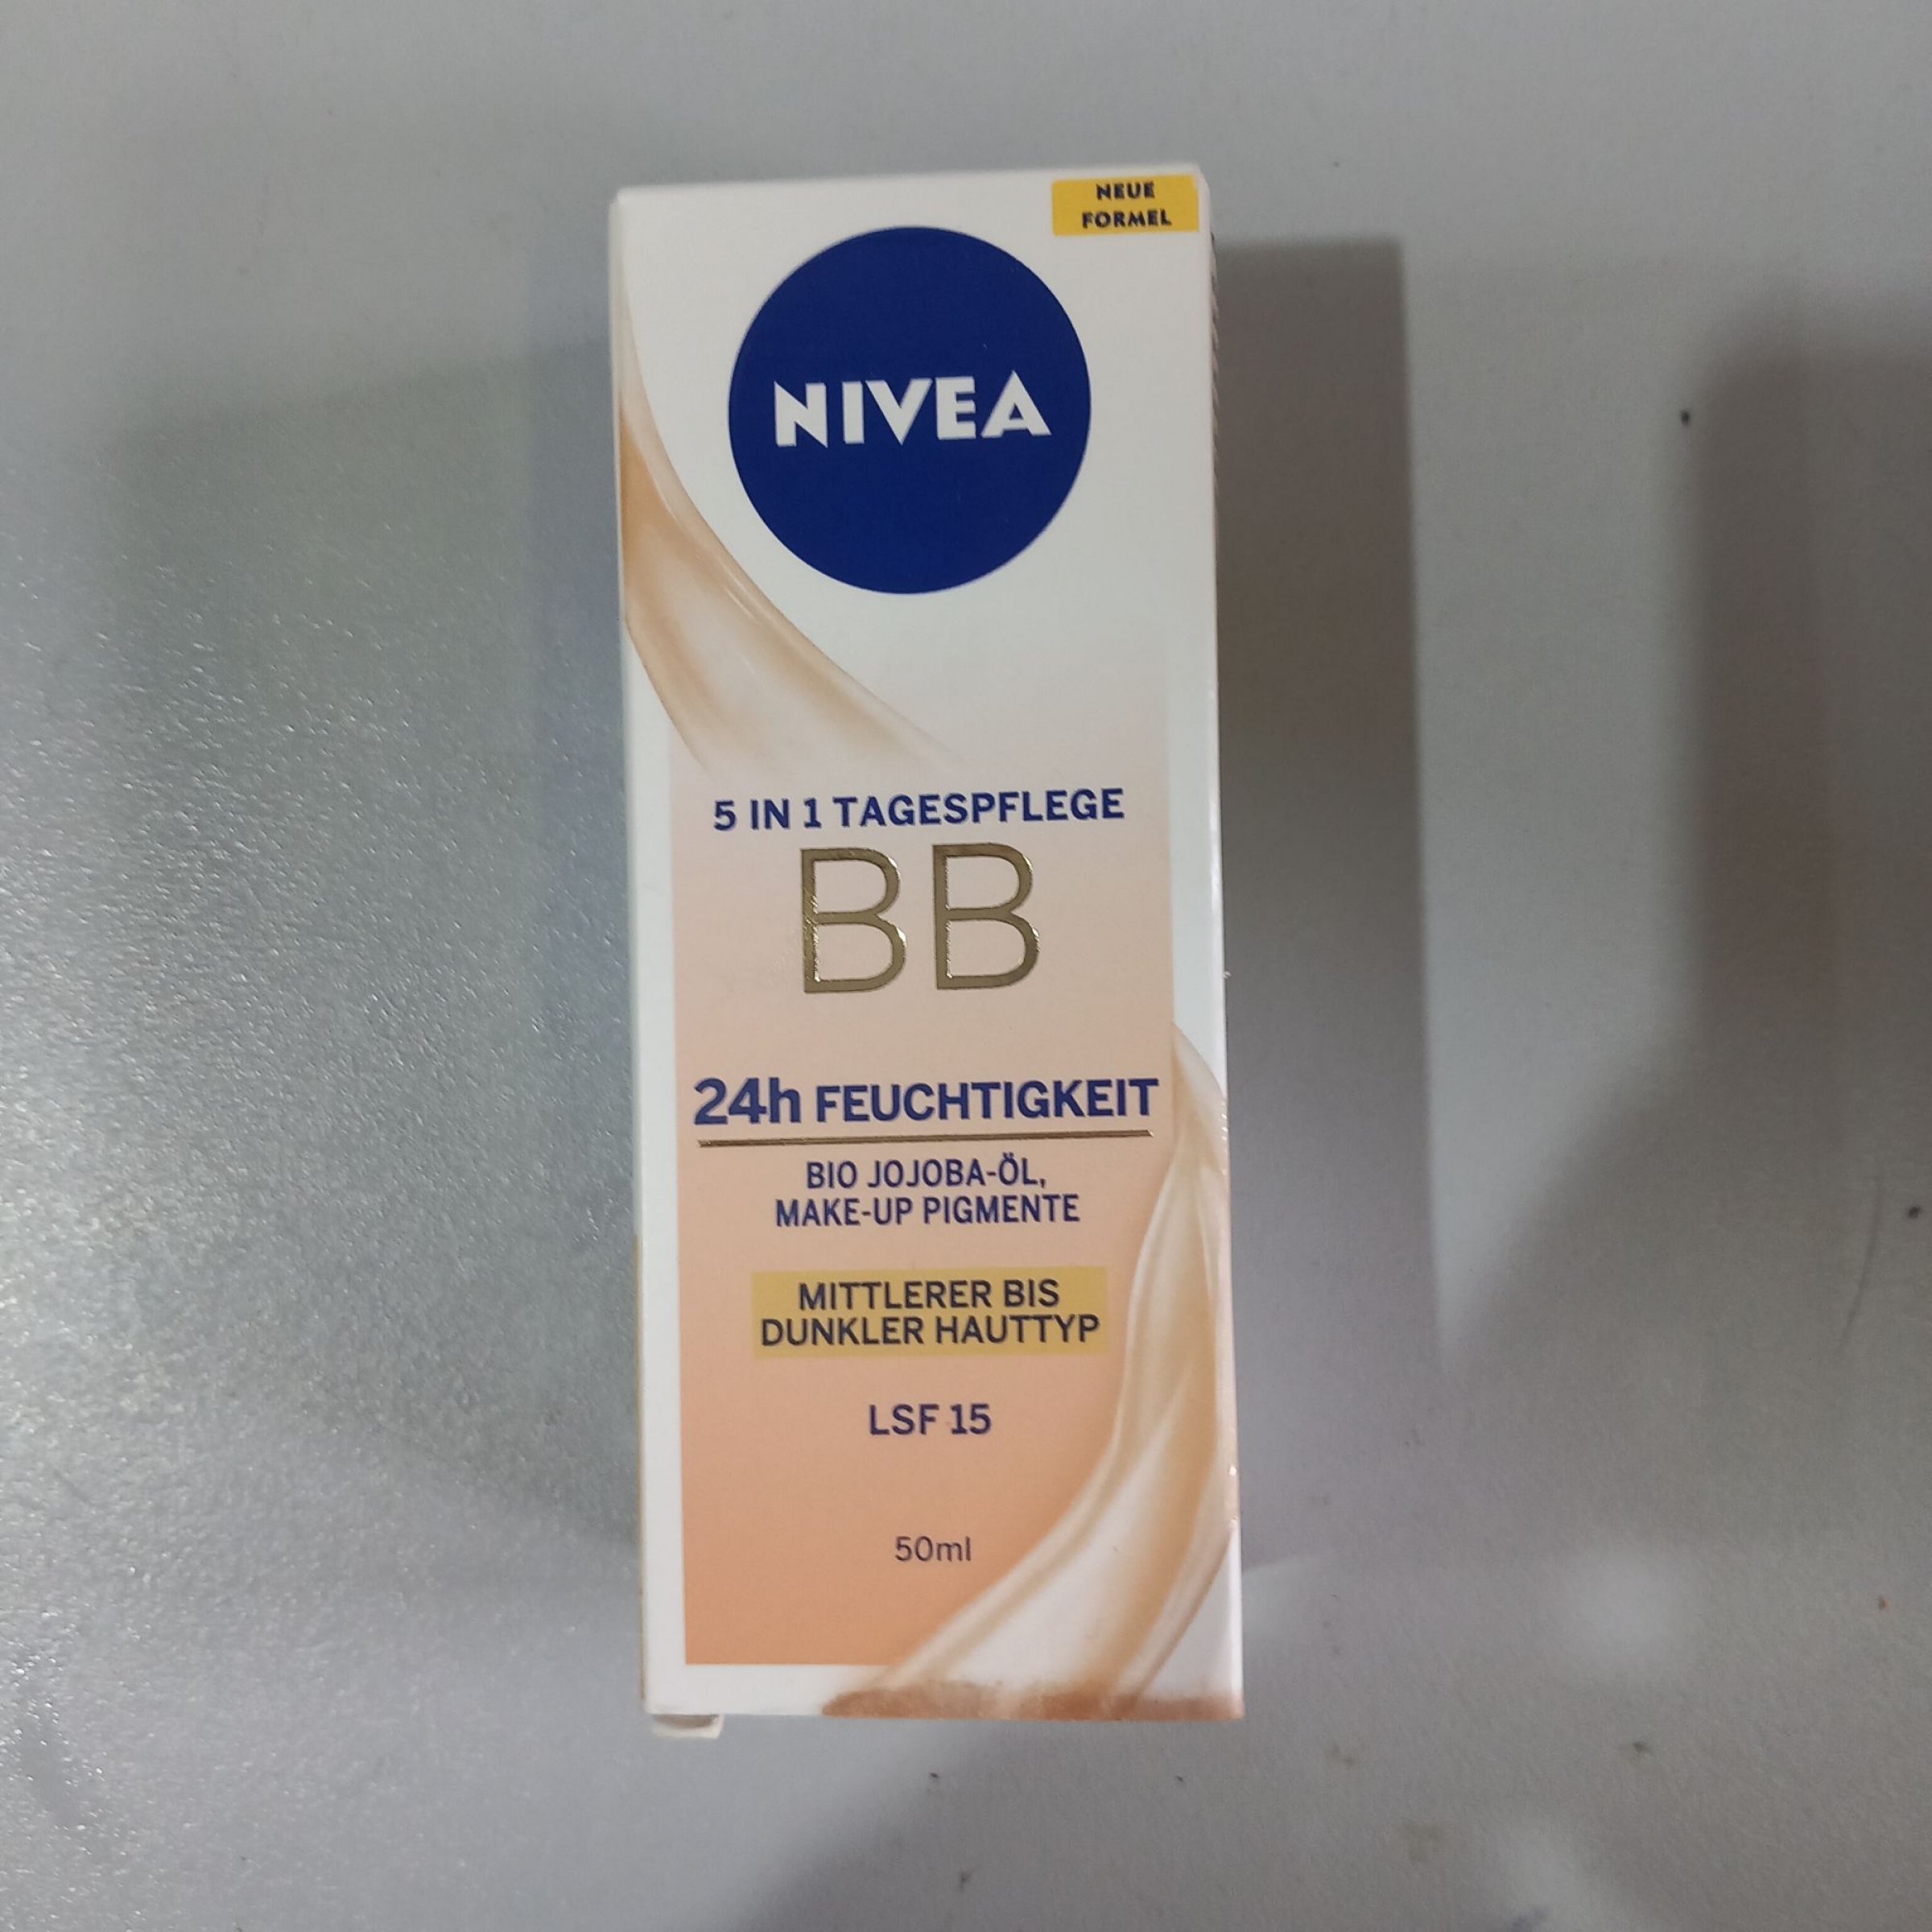 NEUE
FORMEL
NIVEA
5 IN 1 TAGESPFLEGE
BB
24h FEUCHTIGKEIT
BIO JOJOBA-ÖL,
MAKE-UP PIGMENTE
MITTLERER BIS
DUNKLER HAUTTYP
LSF 15
50ml